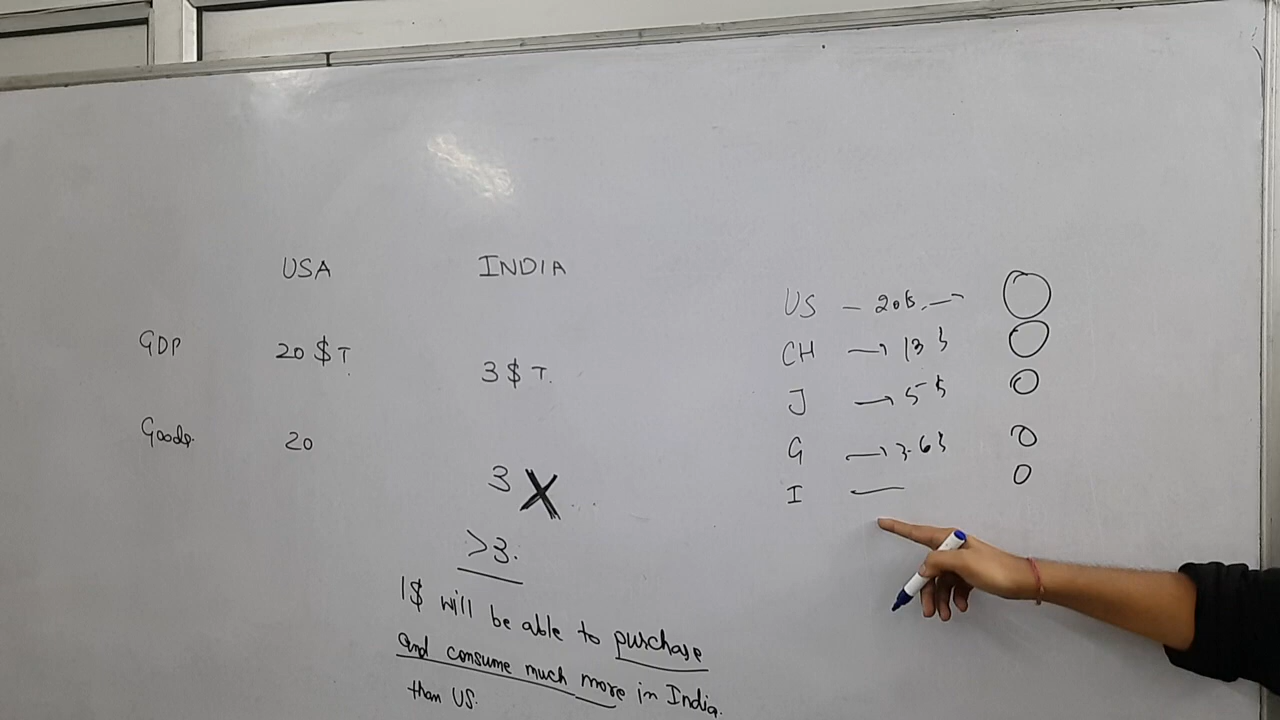 USA INDIA
GDP 20 $ T. 3 $ T.
Goods. 20
3 X
>3.
1$ will be able to purchase
and consume much more in India.
than US.
US – 20
CH → 13
J → 5
G → 3.6
I —